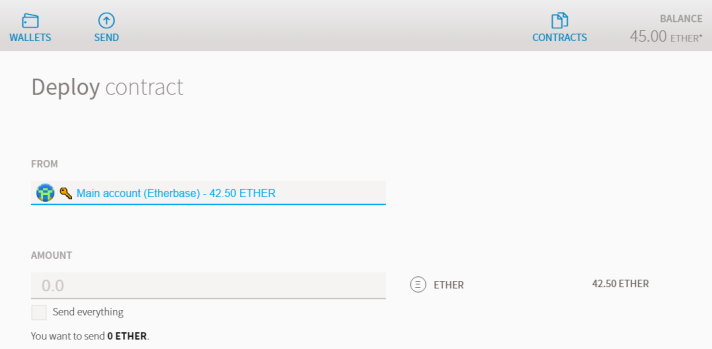 WALLETS SEND CONTRACTS BALANCE
45.00 ETHER*
Deploy contract
FROM
Main account (Etherbase) - 42.50 ETHER
AMOUNT
0.0 ETHER 42.50 ETHER
Send everything
You want to send 0 ETHER.